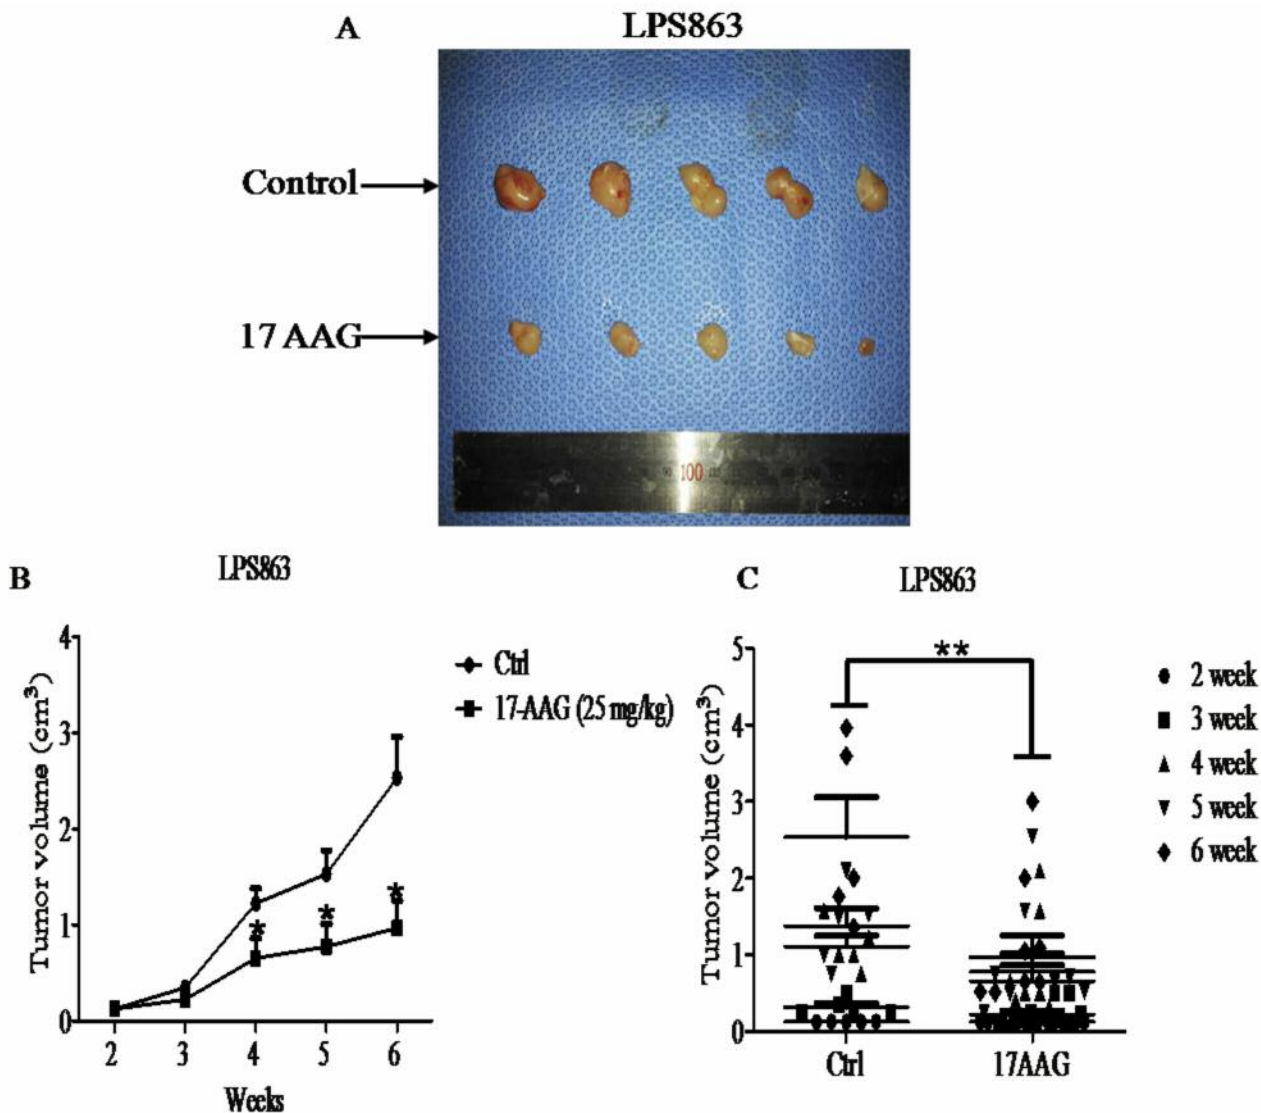 A
LPS863
Control
17 AAG
100
B
LPS863
Tumor volume (cm³)
4
3
2
1
0
2 3 4 5 6
Weeks
Ctrl
17-AAG (25 mg/kg)
*
*
*
C
LPS863
Tumor volume (cm³)
5
4
3
2
1
0
**
Ctrl 17AAG
2 week
3 week
4 week
5 week
6 week